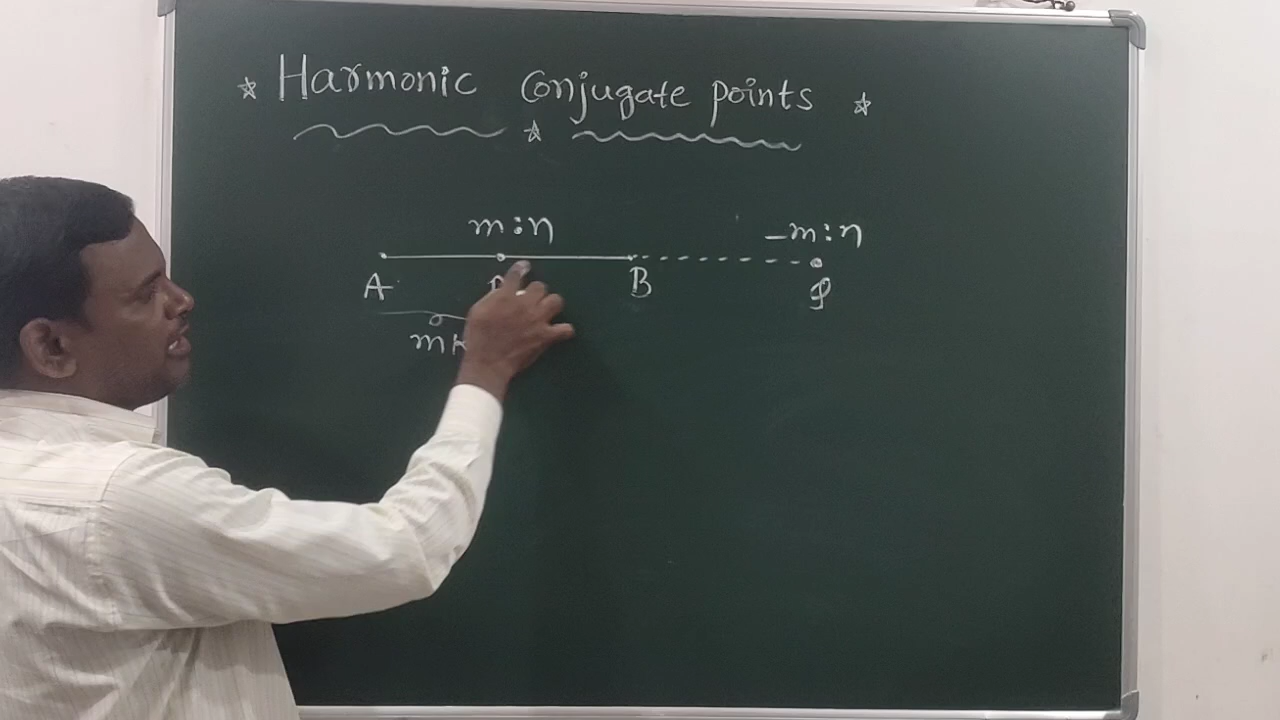 ☆ Harmonic Conjugate points ☆
☆
m:n -m:n
A B Q